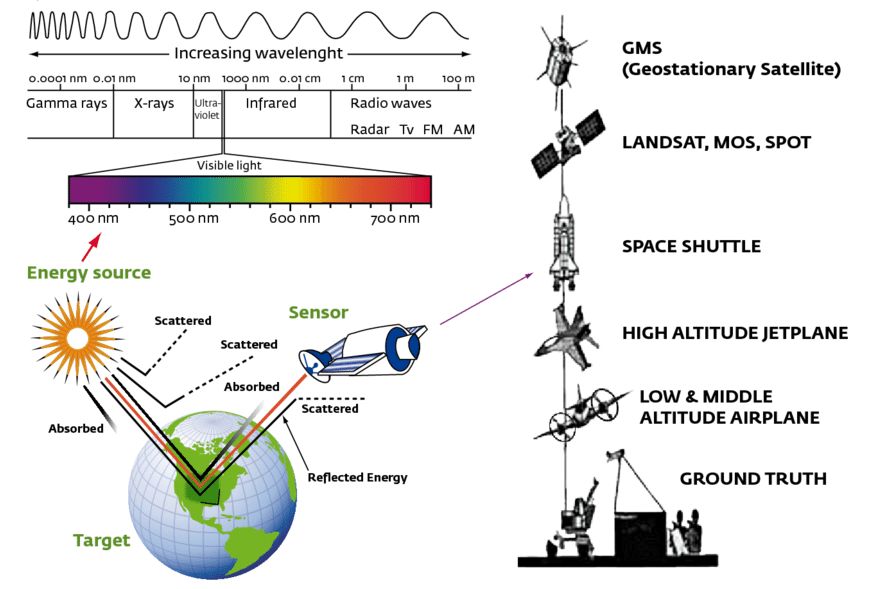 Increasing wavelenght
0.0001 nm 0.01 nm 10 nm 1000 nm 0.01 cm 1 cm 1 m 100 m
Gamma rays X-rays Ultra-
violet Infrared Radio waves
Radar Tv FM AM
Visible light
400 nm 500 nm 600 nm 700 nm
Energy source
Scattered
Scattered
Absorbed
Sensor
Absorbed
Scattered
Reflected Energy
Target
GMS
(Geostationary Satellite)
LANDSAT, MOS, SPOT
SPACE SHUTTLE
HIGH ALTITUDE JETPLANE
LOW & MIDDLE
ALTITUDE AIRPLANE
GROUND TRUTH